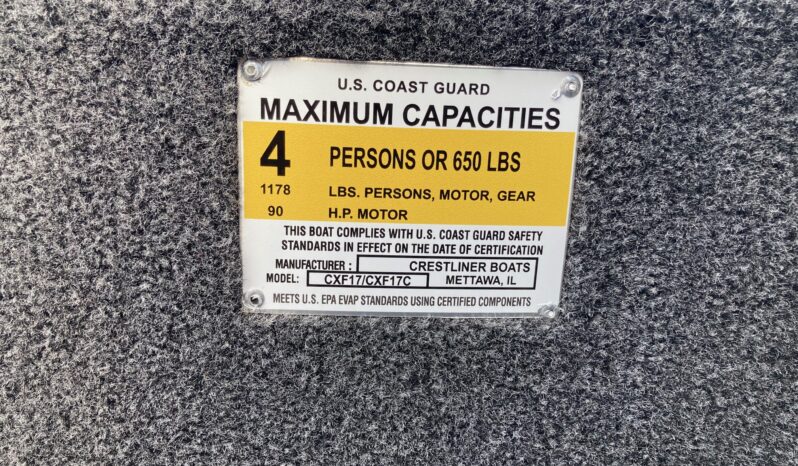 U.S. COAST GUARD
MAXIMUM CAPACITIES
4 PERSONS OR 650 LBS
1178 LBS. PERSONS, MOTOR, GEAR
90 H.P. MOTOR
THIS BOAT COMPLIES WITH U.S. COAST GUARD SAFETY
STANDARDS IN EFFECT ON THE DATE OF CERTIFICATION
MANUFACTURER : CRESTLINER BOATS
MODEL: CXF17/CXF17C METTAWA, IL
MEETS U.S. EPA EVAP STANDARDS USING CERTIFIED COMPONENTS